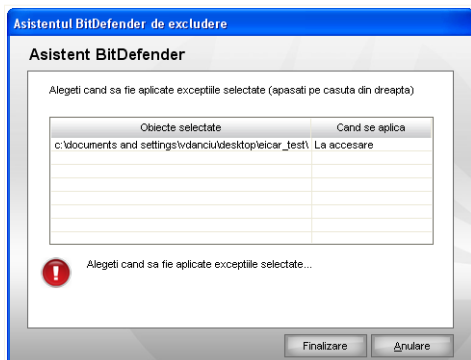 Asistentul BitDefender de excludere
Asistent BitDefender
Alegeti cand sa fie aplicate exceptiile selectate (apasati pe casuta din dreapta)
Obiecte selectate Cand se aplica
c:\documents and settings\vdanciu\desktop\eicar_test\ La accesare
Alegeti cand sa fie aplicate exceptiile selectate...
Finalizare Anulare